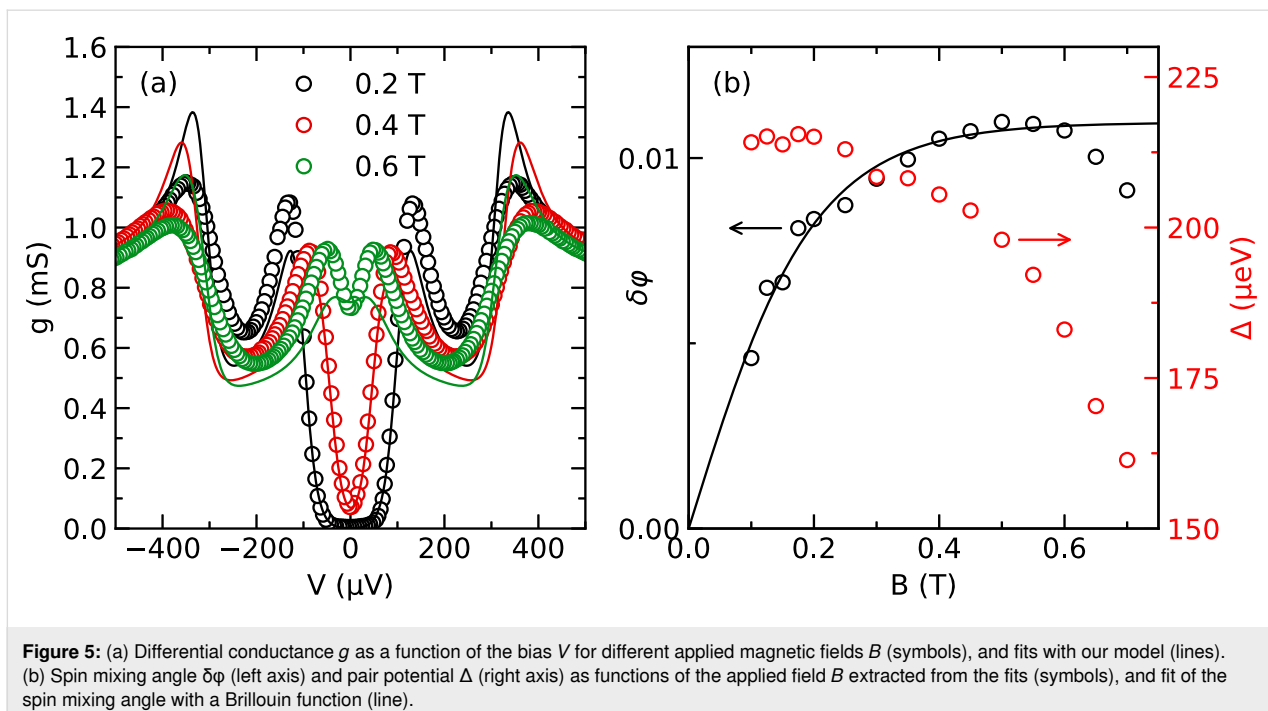 (a)
0.2 T
0.4 T
0.6 T
1.6
1.4
1.2
1.0
0.8
0.6
0.4
0.2
0.0
g (mS)
−400 −200 0 200 400
V (μV)
(b)
0.01
0.00
δφ
0.0 0.2 0.4 0.6
B (T)
225
200
175
150
Δ (μeV)
Figure 5: (a) Differential conductance g as a function of the bias V for different applied magnetic fields B (symbols), and fits with our model (lines).
(b) Spin mixing angle δφ (left axis) and pair potential Δ (right axis) as functions of the applied field B extracted from the fits (symbols), and fit of the
spin mixing angle with a Brillouin function (line).